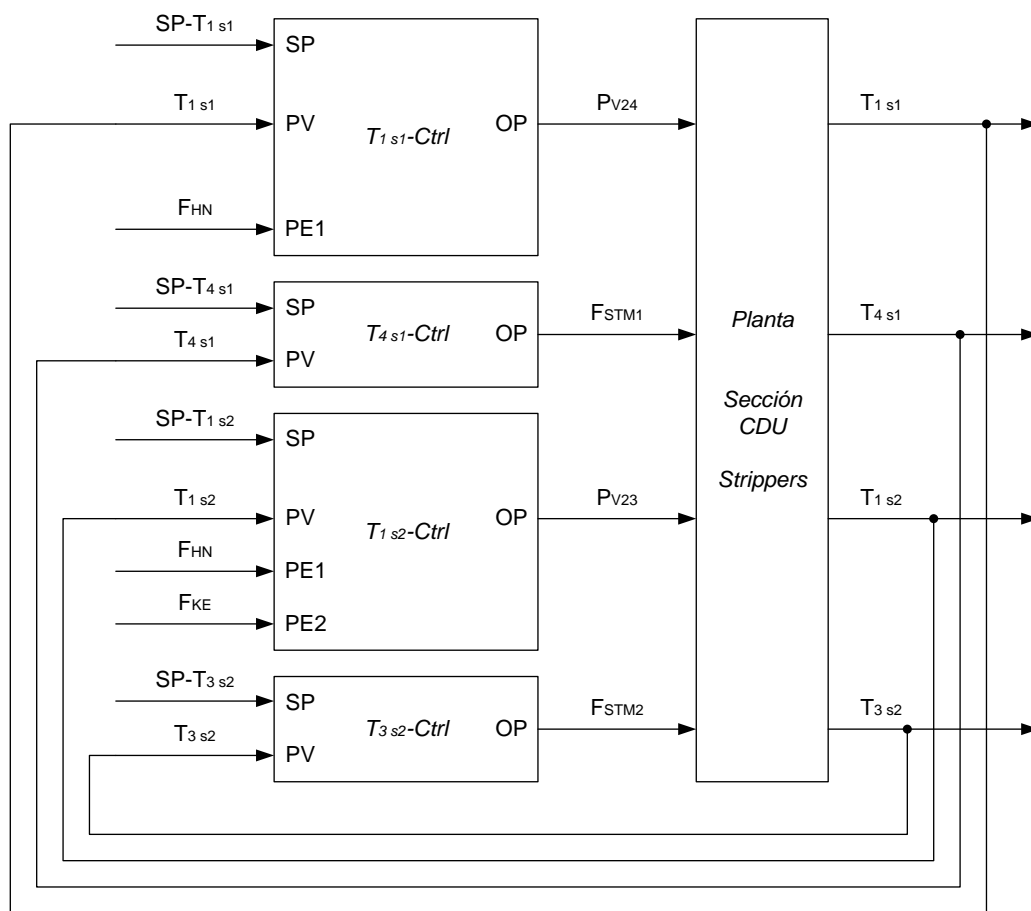 SP-T1 s1
SP
T1 s1
PV
T1 s1-Ctrl
OP
PV24
T1 s1
FHN
PE1
SP-T4 s1
SP
T4 s1
PV
T4 s1-Ctrl
OP
FSTM1
T4 s1
Planta
Sección
CDU
Strippers
SP-T1 s2
SP
T1 s2
PV
T1 s2-Ctrl
OP
PV23
T1 s2
FHN
PE1
FKE
PE2
SP-T3 s2
SP
T3 s2
PV
T3 s2-Ctrl
OP
FSTM2
T3 s2